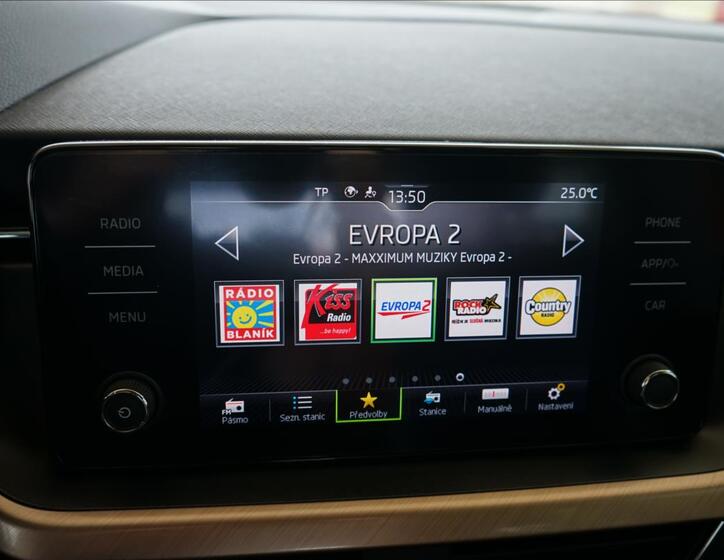 TP 13:50 25.0°C
RADIO
MEDIA
MENU
PHONE
APP/
CAR
EVROPA 2
Evropa 2 - MAXXIMUM MUZIKY Evropa 2 -
RÁDIO
BLANÍK
KISS
Radio
...be happy!
EVROPA 2
ROCK
RADIO
Country
RADIO
FM
Pásmo
Sezn. stanic
Předvolby
Stanice
Manuálně
Nastavení